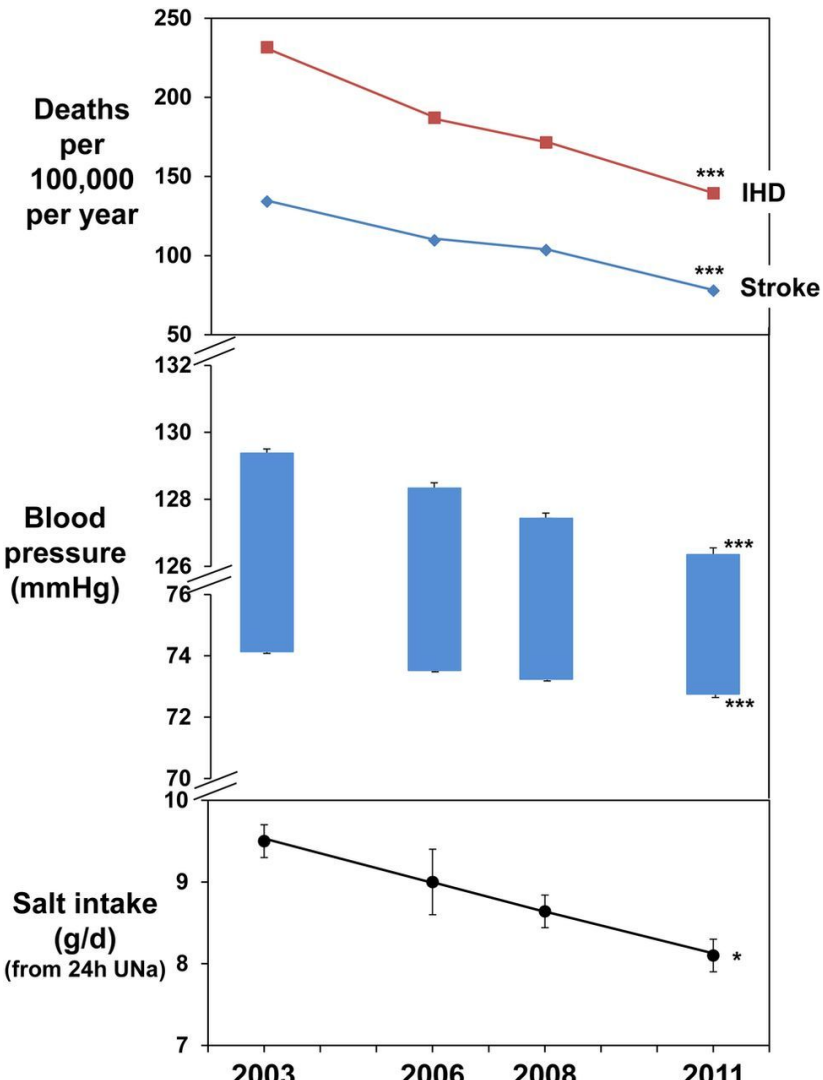 250
200
150
100
50
Deaths
per
100,000
per year
***
IHD
***
Stroke
132
130
128
126
76
74
72
70
Blood
pressure
(mmHg)
***
***
10
9
8
7
Salt intake
(g/d)
(from 24h UNa)
*
2003 2006 2008 2011